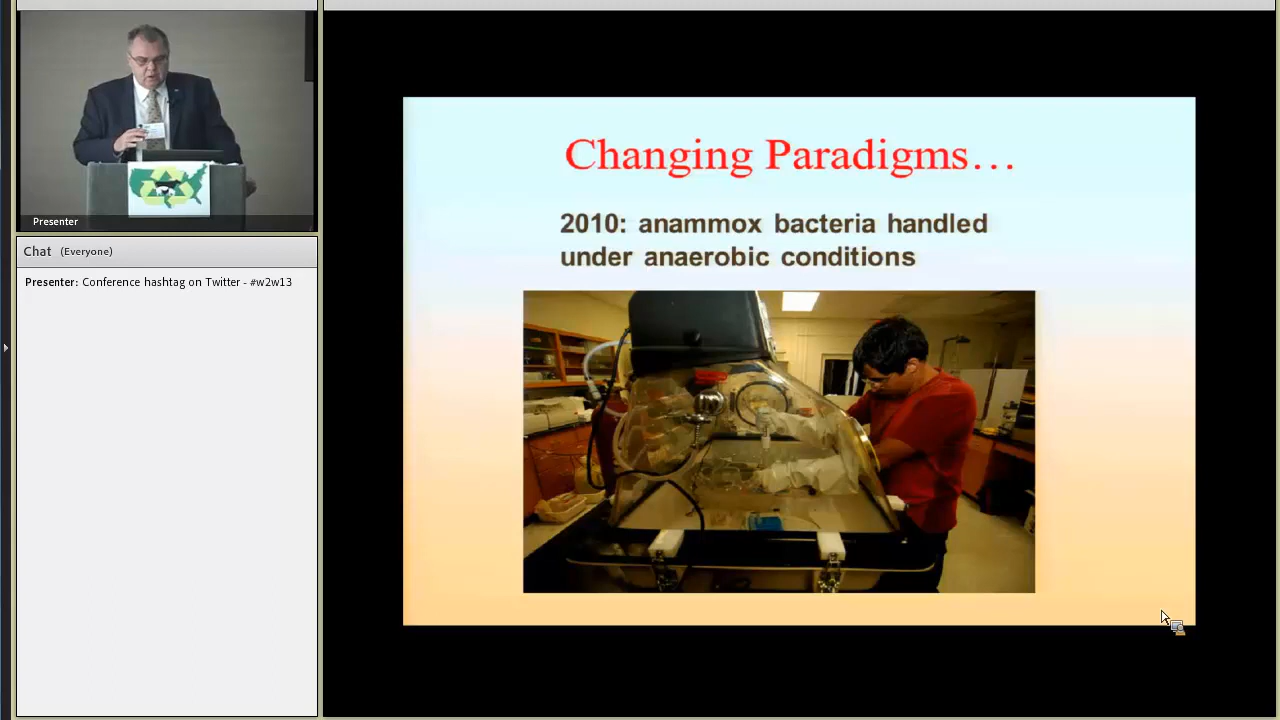 Presenter
Chat (Everyone)
Presenter: Conference hashtag on Twitter - #w2w13
Changing Paradigms…
2010: anammox bacteria handled
under anaerobic conditions